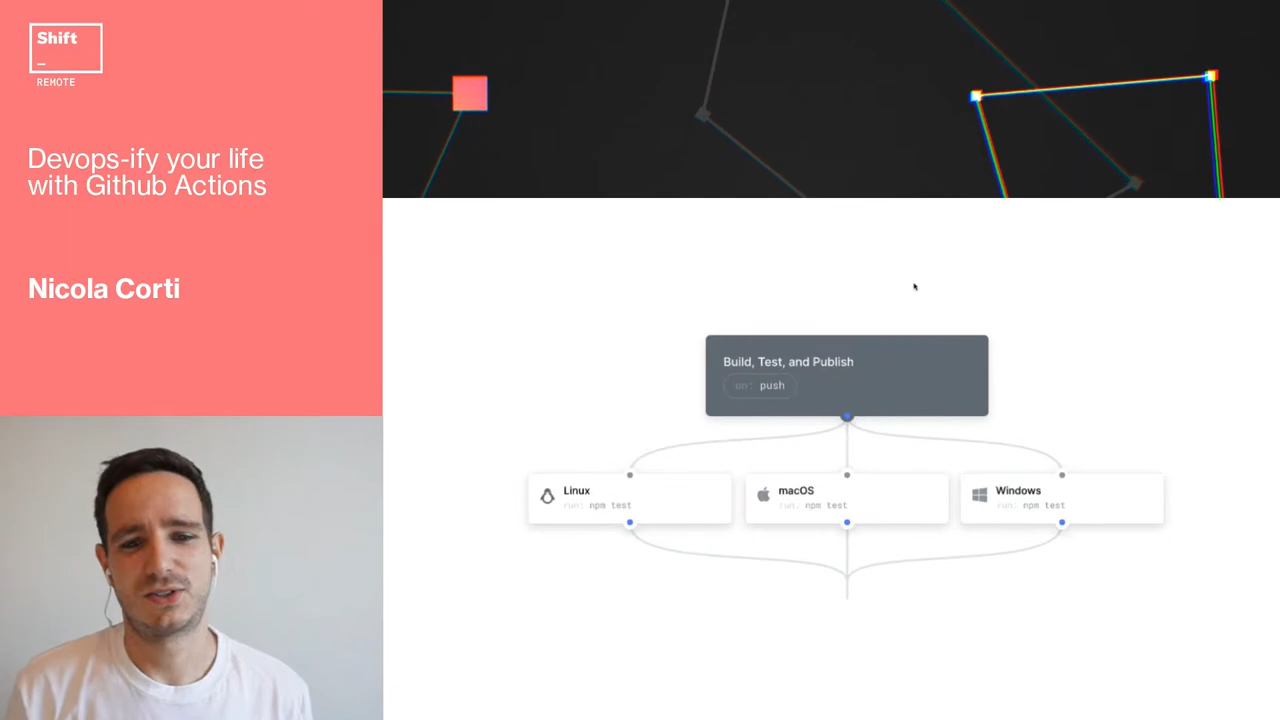 Shift
_
REMOTE
Devops-ify your life
with Github Actions
Nicola Corti
Build, Test, and Publish
on: push
Linux
run: npm test
macOS
run: npm test
Windows
run: npm test